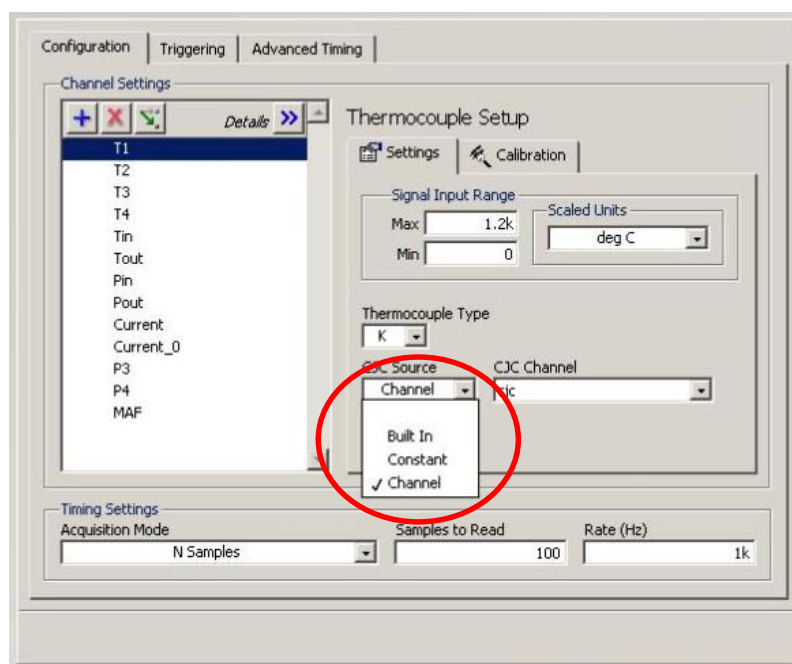 Configuration Triggering Advanced Timing
Channel Settings
Details
T1
T2
T3
T4
Tin
Tout
Pin
Pout
Current
Current_0
P3
P4
MAF
Thermocouple Setup
Settings Calibration
Signal Input Range
Max 1.2k
Min 0
Scaled Units
deg C
Thermocouple Type
K
CJC Source CJC Channel
Channel cjc
Built In
Constant
Channel
Timing Settings
Acquisition Mode Samples to Read Rate (Hz)
N Samples 100 1k